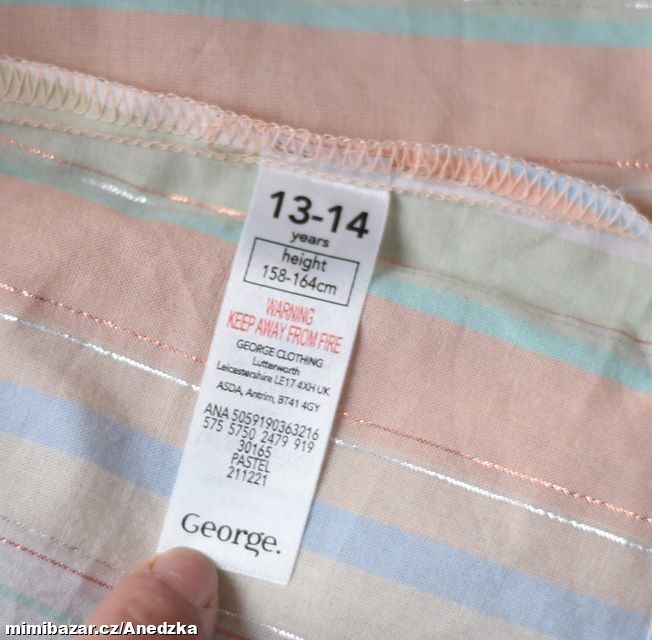 13-14
years
height
158-164cm
WARNING
KEEP AWAY FROM FIRE
GEORGE CLOTHING
Lutterworth
Leicestershire LE17 4XH UK
ASDA, Antrim, BT41 4GY
ANA 5059190363216
575 5750 2479 919
30165
PASTEL
211221
George.
mimibazar.cz/Anedzka